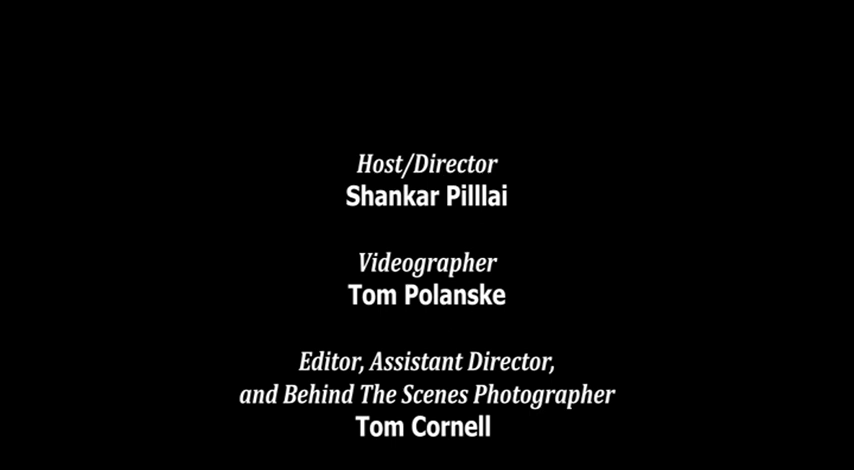 Host/Director
Shankar Pilllai
Videographer
Tom Polanske
Editor, Assistant Director,
and Behind The Scenes Photographer
Tom Cornell